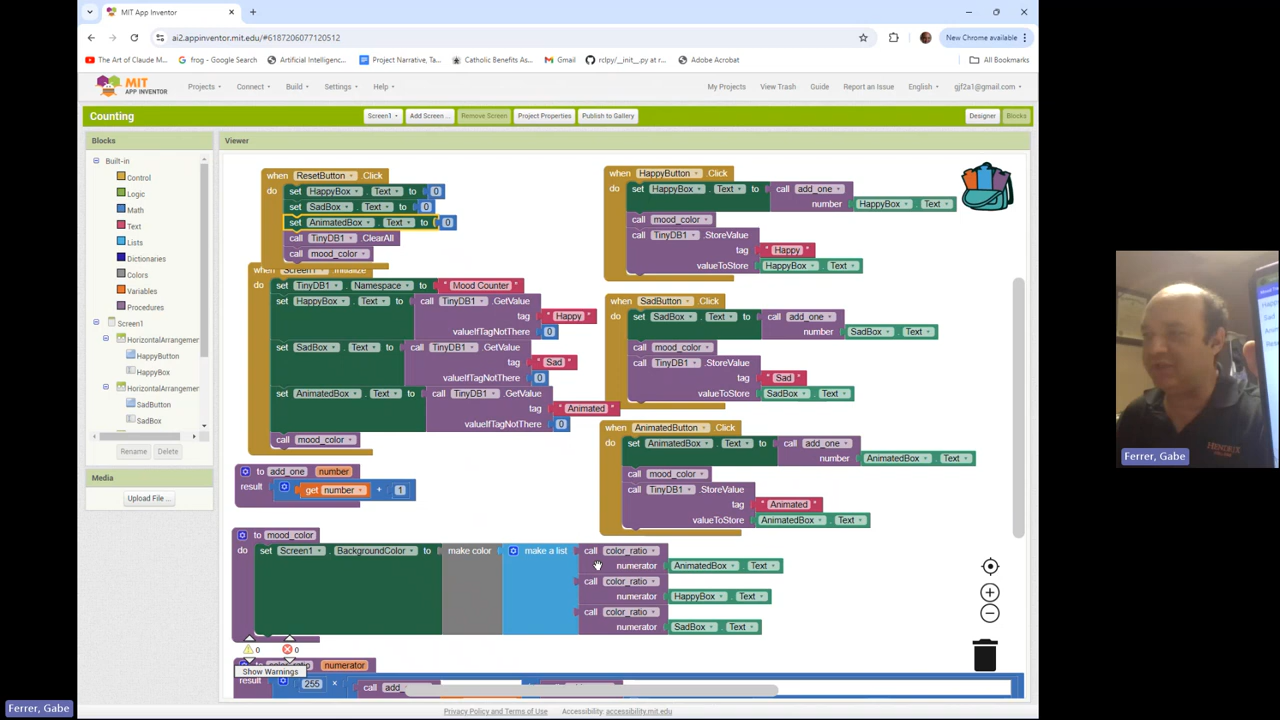 MIT App Inventor
ai2.appinventor.mit.edu/#6187206077120512
New Chrome available
The Art of Claude M...
frog - Google Search
Artificial Intelligenc...
Project Narrative, Ta...
Catholic Benefits As...
Gmail
rclpy/__init__.py at r...
Adobe Acrobat
All Bookmarks
MIT
APP INVENTOR
Projects
Connect
Build
Settings
Help
My Projects
View Trash
Guide
Report an Issue
English
gjf2a1@gmail.com
Counting
Screen1
Add Screen ...
Remove Screen
Project Properties
Publish to Gallery
Designer
Blocks
Blocks
Built-in
Control
Logic
Math
Text
Lists
Dictionaries
Colors
Variables
Procedures
Screen1
HorizontalArrangemen
HappyButton
HappyBox
HorizontalArrangemen
SadButton
SadBox
Rename
Delete
Media
Upload File ...
Viewer
when ResetButton .Click
do set HappyBox . Text to 0
set SadBox . Text to 0
set AnimatedBox . Text to 0
call TinyDB1 .ClearAll
call mood_color
when Screen1 .Initialize
do set TinyDB1 . Namespace to " Mood Counter "
set HappyBox . Text to call TinyDB1 .GetValue
tag " Happy "
valueIfTagNotThere 0
set SadBox . Text to call TinyDB1 .GetValue
tag " Sad "
valueIfTagNotThere 0
set AnimatedBox . Text to call TinyDB1 .GetValue
tag " Animated "
valueIfTagNotThere 0
call mood_color
to add_one number
result get number + 1
to mood_color
do set Screen1 . BackgroundColor to make color make a list call color_ratio
numerator AnimatedBox . Text
call color_ratio
numerator HappyBox . Text
call color_ratio
numerator SadBox . Text
numerator
result 255 × call add_
0 0
Show Warnings
when HappyButton .Click
do set HappyBox . Text to call add_one
number HappyBox . Text
call mood_color
call TinyDB1 .StoreValue
tag " Happy "
valueToStore HappyBox . Text
when SadButton .Click
do set SadBox . Text to call add_one
number SadBox . Text
call mood_color
call TinyDB1 .StoreValue
tag " Sad "
valueToStore SadBox . Text
when AnimatedButton .Click
do set AnimatedBox . Text to call add_one
number AnimatedBox . Text
call mood_color
call TinyDB1 .StoreValue
tag " Animated "
valueToStore AnimatedBox . Text
Privacy Policy and Terms of Use
Accessibility: accessibility.mit.edu
Ferrer, Gabe
Ferrer, Gabe